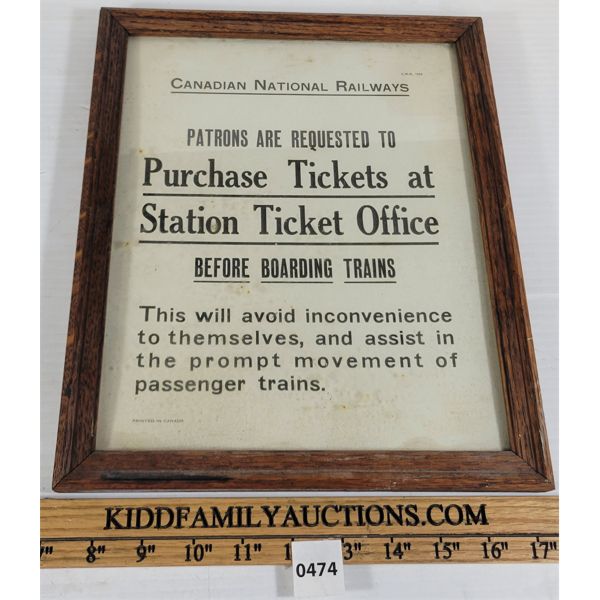 CANADIAN NATIONAL RAILWAYS
PATRONS ARE REQUESTED TO
Purchase Tickets at
Station Ticket Office
BEFORE BOARDING TRAINS
This will avoid inconvenience
to themselves, and assist in
the prompt movement of
passenger trains.
PRINTED IN CANADA
KIDDFAMILYAUCTIONS.COM
8" 9" 10" 11" 1 3" 14" 15" 16" 17"
0474